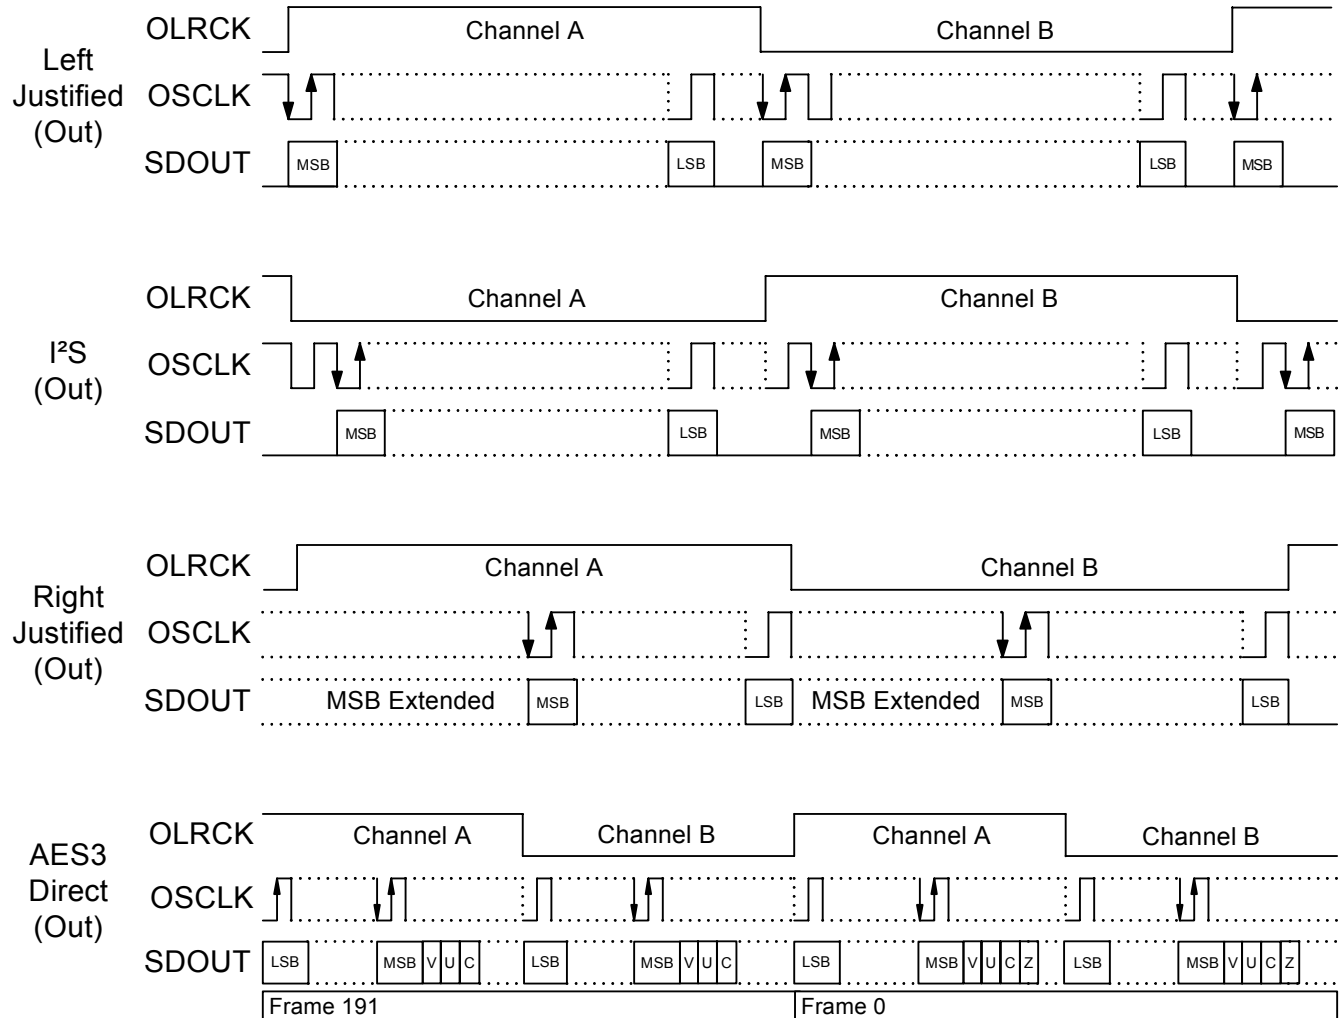 Left
Justified
(Out)
OLRCK Channel A Channel B
OSCLK
SDOUT MSB LSB MSB LSB MSB
I²S
(Out)
OLRCK Channel A Channel B
OSCLK
SDOUT MSB LSB MSB LSB MSB
Right
Justified
(Out)
OLRCK Channel A Channel B
OSCLK
SDOUT MSB Extended MSB LSB MSB Extended MSB LSB
AES3
Direct
(Out)
OLRCK Channel A Channel B Channel A Channel B
OSCLK
SDOUT LSB MSB V U C LSB MSB V U C LSB MSB V U C Z LSB MSB V U C Z
Frame 191 Frame 0